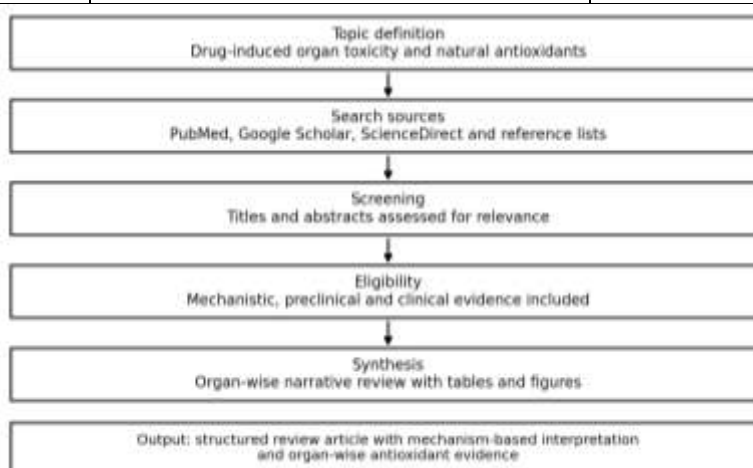 Topic definition
Drug-induced organ toxicity and natural antioxidants
Search sources
PubMed, Google Scholar, ScienceDirect and reference lists
Screening
Titles and abstracts assessed for relevance
Eligibility
Mechanistic, preclinical and clinical evidence included
Synthesis
Organ-wise narrative review with tables and figures
Output: structured review article with mechanism-based interpretation
and organ-wise antioxidant evidence